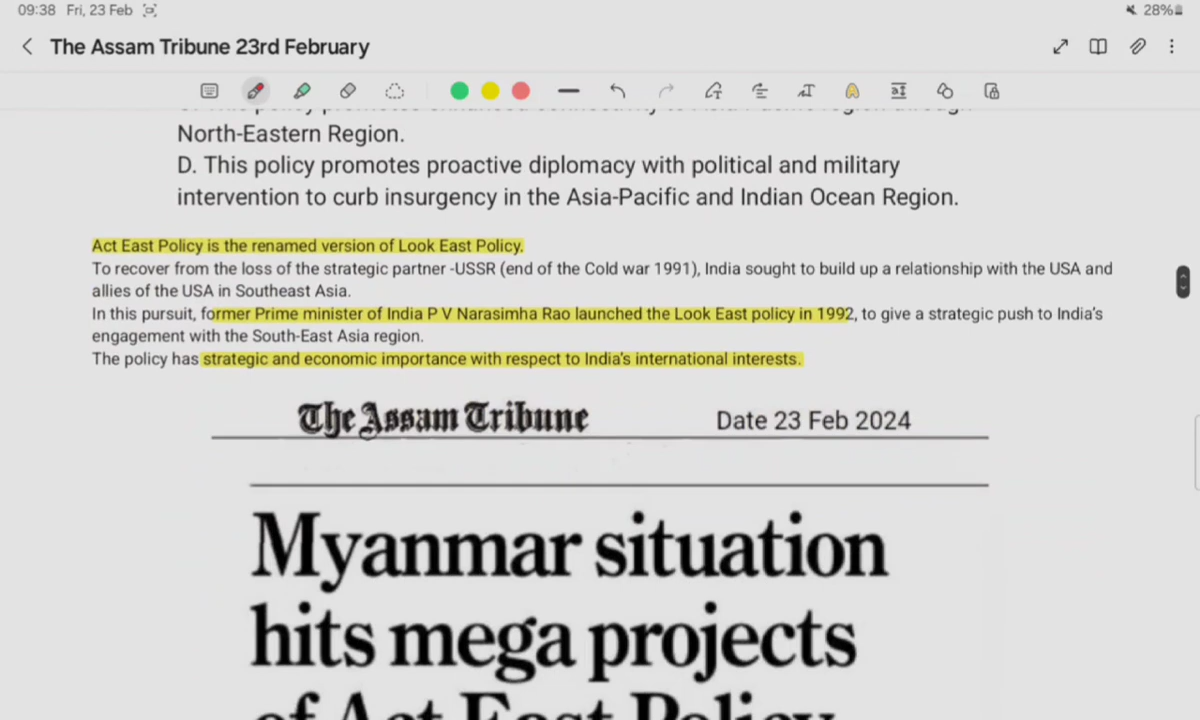 09:38 Fri, 23 Feb
28%
The Assam Tribune 23rd February
North-Eastern Region.
D. This policy promotes proactive diplomacy with political and military
intervention to curb insurgency in the Asia-Pacific and Indian Ocean Region.
Act East Policy is the renamed version of Look East Policy.
To recover from the loss of the strategic partner -USSR (end of the Cold war 1991), India sought to build up a relationship with the USA and
allies of the USA in Southeast Asia.
In this pursuit, former Prime minister of India P V Narasimha Rao launched the Look East policy in 1992, to give a strategic push to India's
engagement with the South-East Asia region.
The policy has strategic and economic importance with respect to India's international interests.
The Assam Tribune Date 23 Feb 2024
Myanmar situation
hits mega projects
of Act East Policy